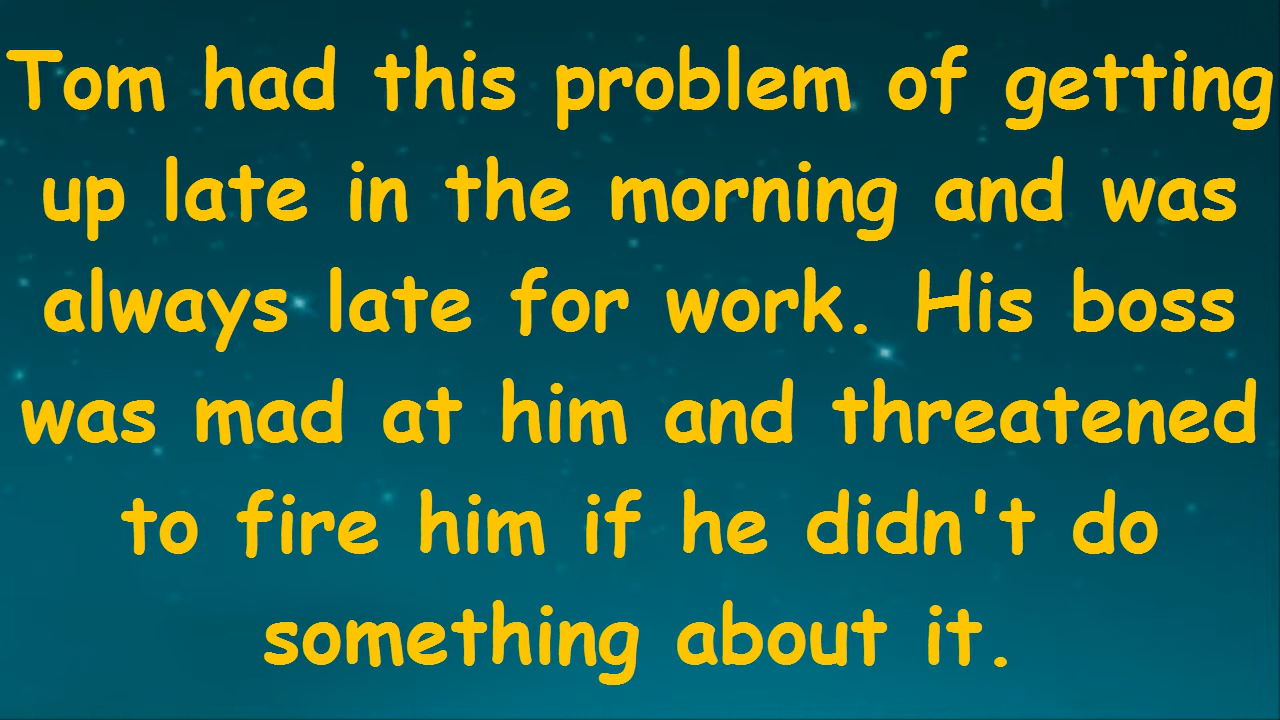 Tom had this problem of getting
up late in the morning and was
always late for work. His boss
was mad at him and threatened
to fire him if he didn't do
something about it.